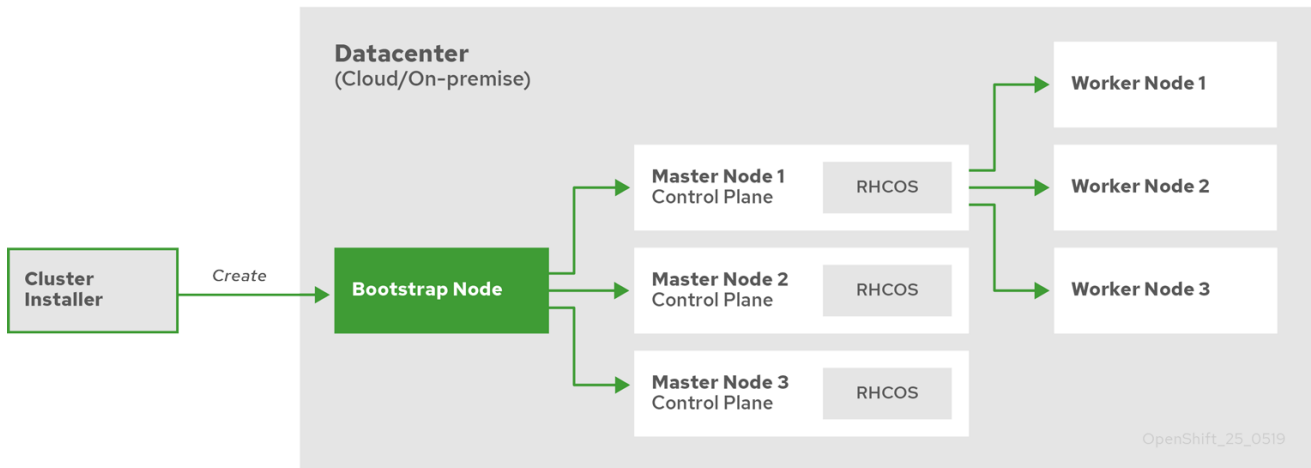 Datacenter
(Cloud/On-premise)
Cluster
Installer
Create
Bootstrap Node
Master Node 1
Control Plane
RHCOS
Master Node 2
Control Plane
RHCOS
Master Node 3
Control Plane
RHCOS
Worker Node 1
Worker Node 2
Worker Node 3
OpenShift_25_0519